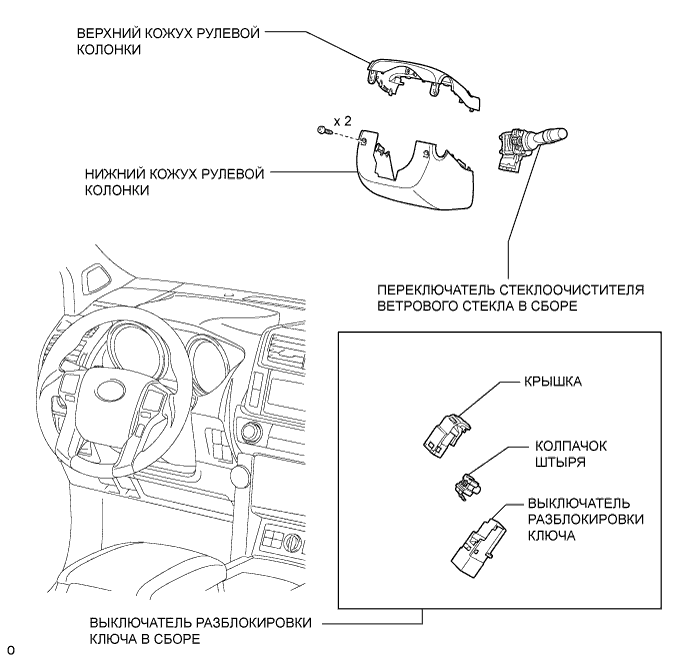 ВЕРХНИЙ КОЖУХ РУЛЕВОЙ
КОЛОНКИ
x 2
НИЖНИЙ КОЖУХ РУЛЕВОЙ
КОЛОНКИ
ПЕРЕКЛЮЧАТЕЛЬ СТЕКЛООЧИСТИТЕЛЯ
ВЕТРОВОГО СТЕКЛА В СБОРЕ
КРЫШКА
КОЛПАЧОК
ШТЫРЯ
ВЫКЛЮЧАТЕЛЬ
РАЗБЛОКИРОВКИ
КЛЮЧА
ВЫКЛЮЧАТЕЛЬ РАЗБЛОКИРОВКИ
КЛЮЧА В СБОРЕ
O